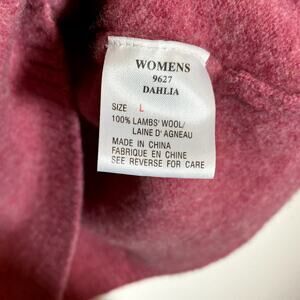 WOMENS
9627
DAHLIA
SIZE L
100% LAMBS' WOOL/
LAINE D' AGNEAU
MADE IN CHINA
FABRIQUE EN CHINE
SEE REVERSE FOR CARE